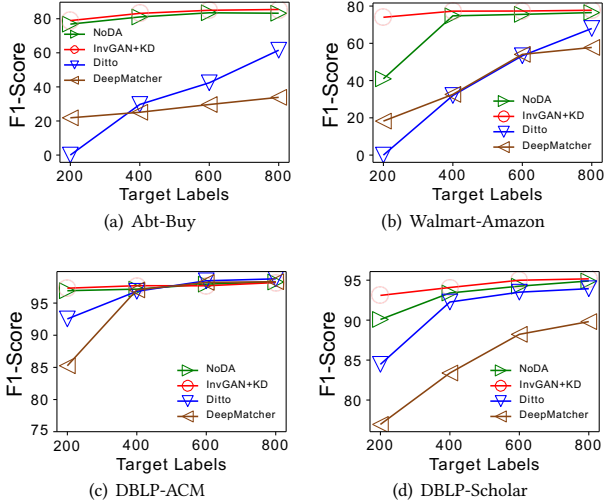 F1-Score
80
60
40
20
0
NoDA
InvGAN+KD
Ditto
DeepMatcher
200 400 600 800
Target Labels
(a) Abt-Buy
F1-Score
80
60
40
20
0
NoDA
InvGAN+KD
Ditto
DeepMatcher
200 400 600 800
Target Labels
(b) Walmart-Amazon
F1-Score
95
90
85
80
75
NoDA
InvGAN+KD
Ditto
DeepMatcher
200 400 600 800
Target Labels
(c) DBLP-ACM
F1-Score
95
90
85
80
NoDA
InvGAN+KD
Ditto
DeepMatcher
200 400 600 800
Target Labels
(d) DBLP-Scholar